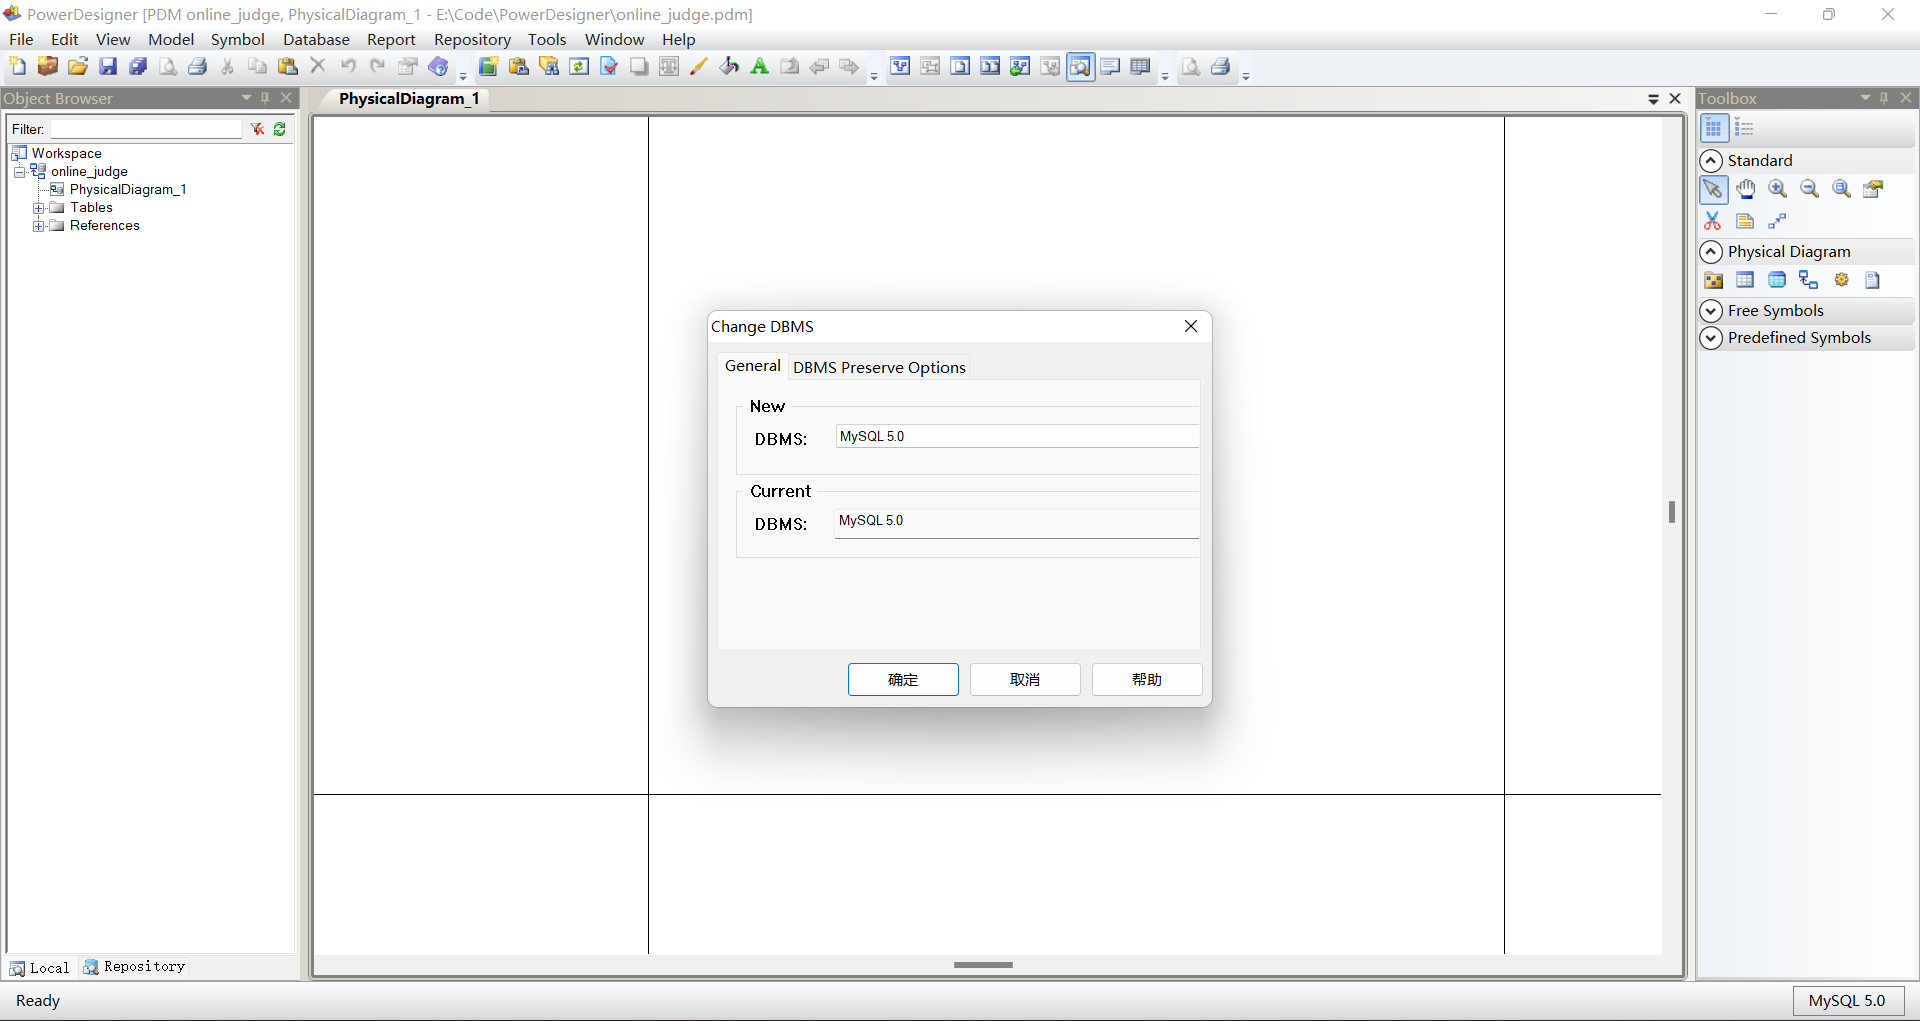 PowerDesigner [PDM online_judge, PhysicalDiagram_1 - E:\Code\PowerDesigner\online_judge.pdm]
File Edit View Model Symbol Database Report Repository Tools Window Help
Object Browser
PhysicalDiagram_1
Toolbox
Filter:
Workspace
online_judge
PhysicalDiagram_1
Tables
References
Standard
Physical Diagram
Free Symbols
Predefined Symbols
Change DBMS
General DBMS Preserve Options
New
DBMS: MySQL 5.0
Current
DBMS: MySQL 5.0
确定 取消 帮助
Local Repository
Ready
MySQL 5.0